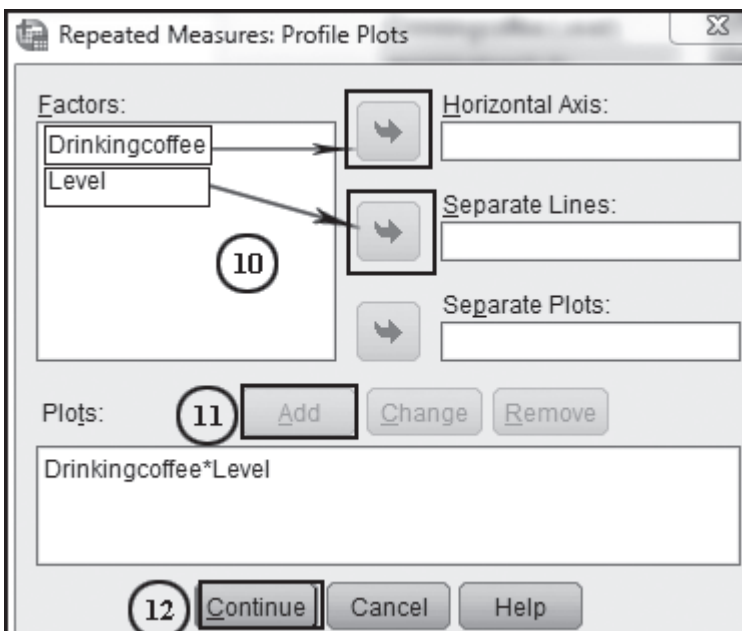 Repeated Measures: Profile Plots
Factors:
Drinkingcoffee
Level
10
Horizontal Axis:
Separate Lines:
Separate Plots:
Plots:
11
Add
Change
Remove
Drinkingcoffee*Level
12
Continue
Cancel
Help